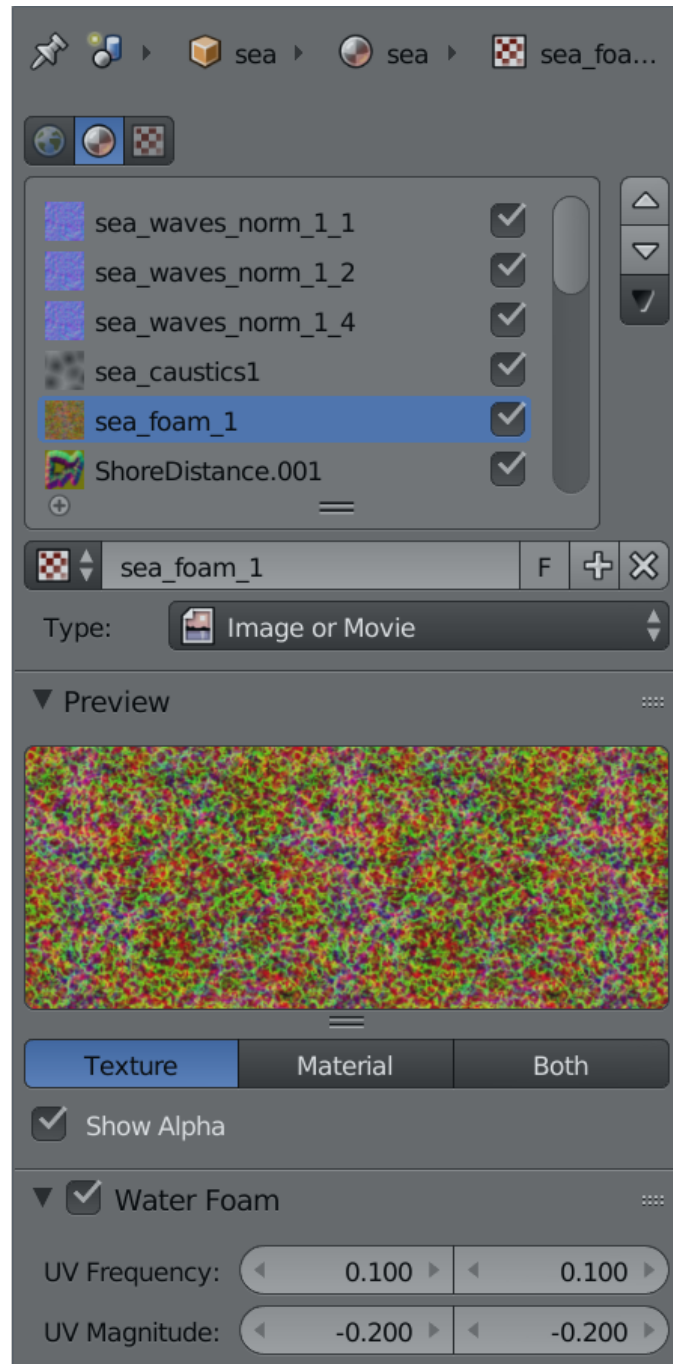 sea sea sea_foa...
sea_waves_norm_1_1
sea_waves_norm_1_2
sea_waves_norm_1_4
sea_caustics1
sea_foam_1
ShoreDistance.001
sea_foam_1 F
Type: Image or Movie
Preview
Texture Material Both
Show Alpha
Water Foam
UV Frequency: 0.100 0.100
UV Magnitude: -0.200 -0.200